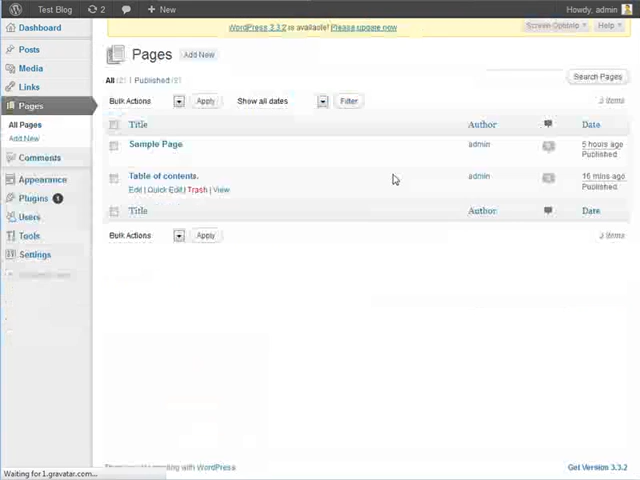 Test Blog 2 + New Howdy, admin
Dashboard
WordPress 3.3.2 is available! Please update now
Screen Options Help
Posts
Pages Add New
Media
All Published
Search Pages
Links
Pages
Bulk Actions Apply Show all dates Filter
Title Author Date
All Pages
Add New
Sample Page admin 5 hours ago
Published
Comments
Appearance
Table of contents. admin 16 mins ago
Published
Edit | Quick Edit | Trash | View
Plugins 1
Users
Title Author Date
Tools
Bulk Actions Apply
Settings
with WordPress
Get Version 3.3.2
Waiting for 1.gravatar.com...